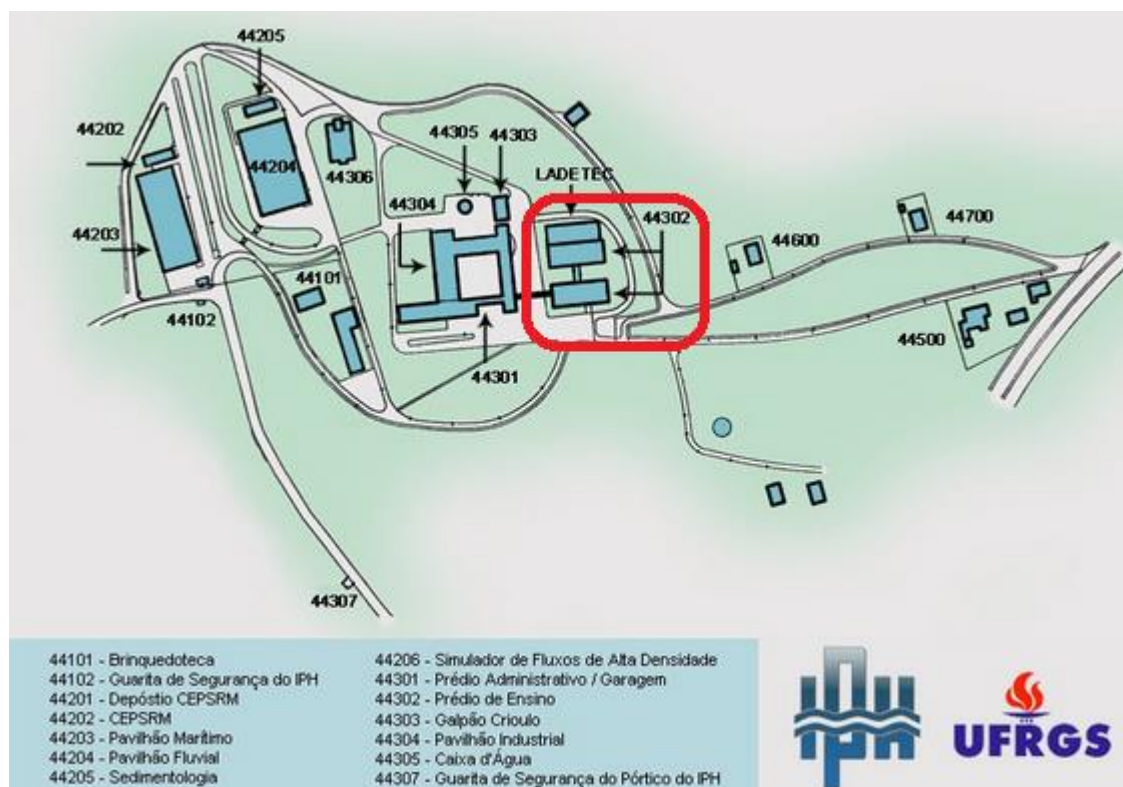 44205
44202
44204
44306
44305 44303
LADETEC
44304
44302
44700
44203
44600
44101
44102
44500
44301
44307
44101 - Brinquedoteca
44102 - Guarita de Segurança do IPH
44201 - Depóstio CEPSRM
44202 - CEPSRM
44203 - Pavilhão Marítimo
44204 - Pavilhão Fluvial
44205 - Sedimentologia
44206 - Simulador de Fluxos de Alta Densidade
44301 - Prédio Administrativo / Garagem
44302 - Prédio de Ensino
44303 - Galpão Crioulo
44304 - Pavilhão Industrial
44305 - Caixa d'Água
44307 - Guarita de Segurança do Pórtico do IPH
IPH
UFRGS